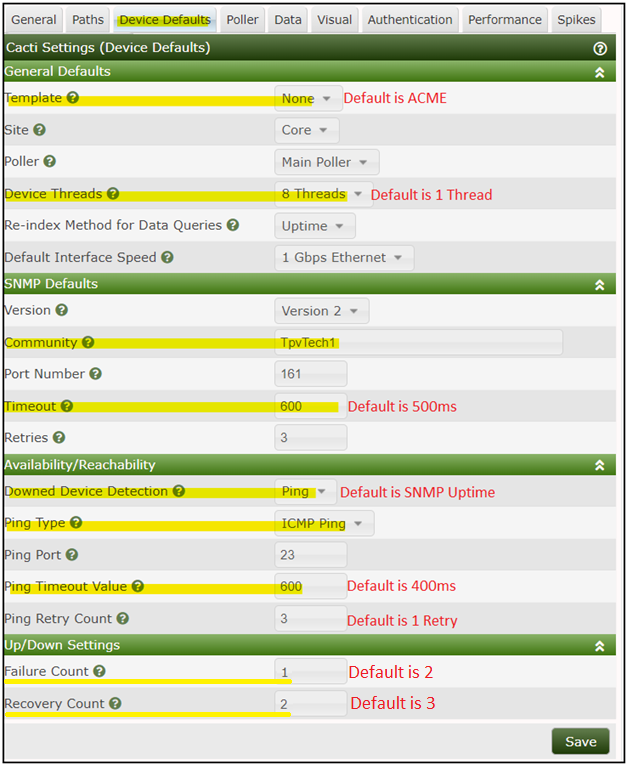 General Paths Device Defaults Poller Data Visual Authentication Performance Spikes
Cacti Settings (Device Defaults)
General Defaults
Template None Default is ACME
Site Core
Poller Main Poller
Device Threads 8 Threads Default is 1 Thread
Re-index Method for Data Queries Uptime
Default Interface Speed 1 Gbps Ethernet
SNMP Defaults
Version Version 2
Community TpvTech1
Port Number 161
Timeout 600 Default is 500ms
Retries 3
Availability/Reachability
Downed Device Detection Ping Default is SNMP Uptime
Ping Type ICMP Ping
Ping Port 23
Ping Timeout Value 600 Default is 400ms
Ping Retry Count 3 Default is 1 Retry
Up/Down Settings
Failure Count 1 Default is 2
Recovery Count 2 Default is 3
Save